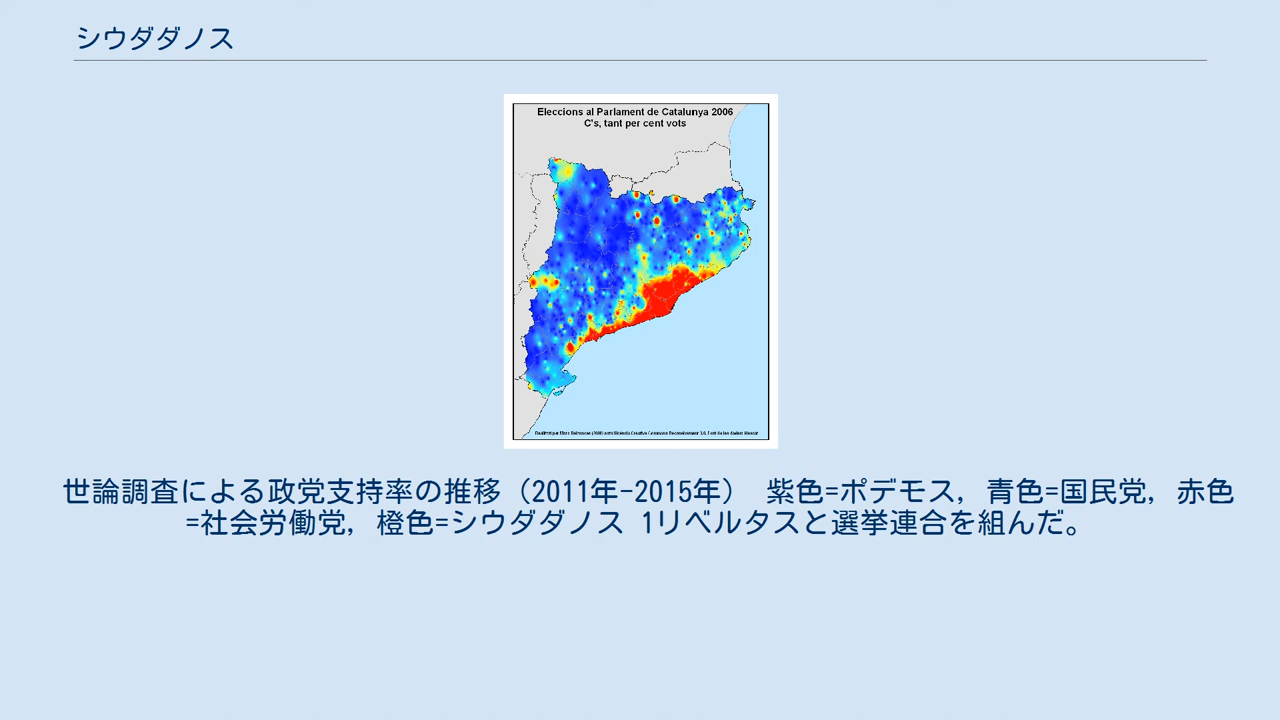 シウダダノス
Eleccions al Parlament de Catalunya 2006
C's, tant per cent vots
世論調査による政党支持率の推移（2011年-2015年） 紫色=ポデモス, 青色=国民党, 赤色
=社会労働党, 橙色=シウダダノス 1リベルタスと選挙連合を組んだ。